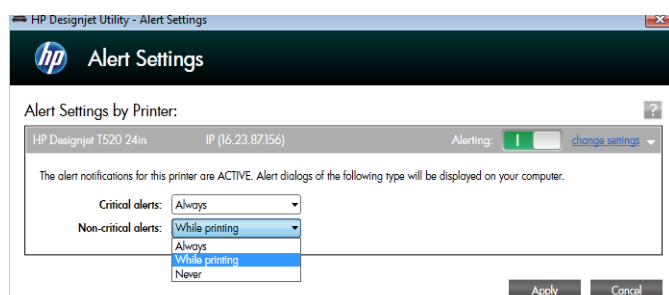 HP Designjet Utility - Alert Settings
hp Alert Settings
Alert Settings by Printer: ?
HP Designjet T520 24in IP (16.23.87.156) Alerting: change settings
The alert notifications for this printer are ACTIVE. Alert dialogs of the following type will be displayed on your computer.
Critical alerts: Always
Non-critical alerts: While printing
Always
While printing
Never
Apply Cancel